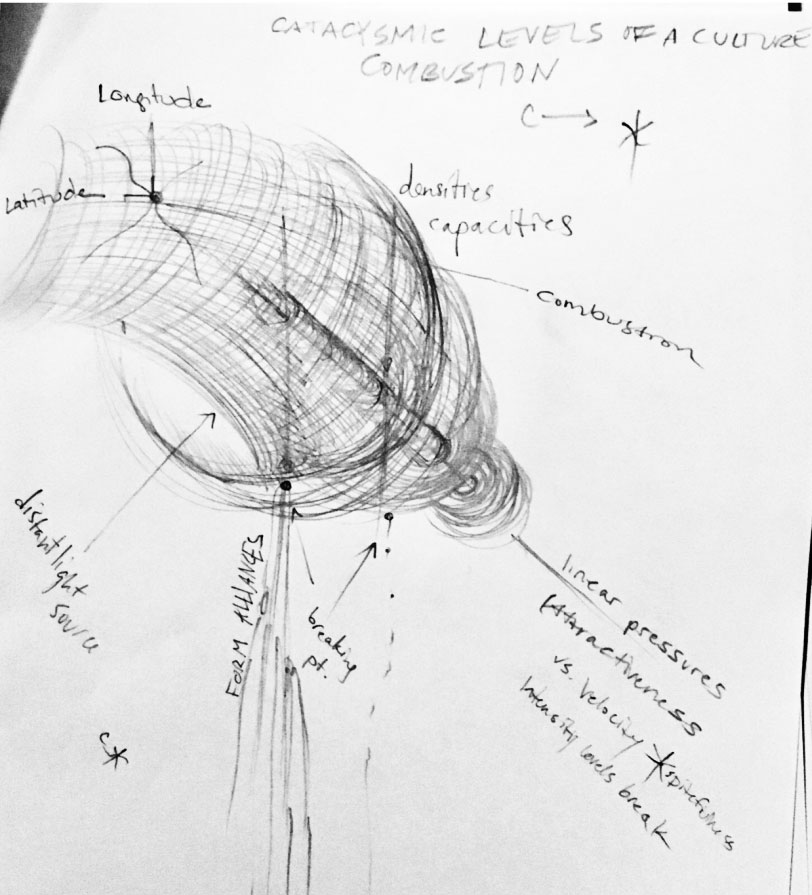 CATACYSMIC LEVELS OF A CULTURE
COMBUSTION
C → *
Longitude
Latitude
densities
capacities
combustion
distant light
source
FORM ALLIANCES
breaking
pt.
linear pressures
Attractiveness
vs. Velocity *spitefulness
Intensity levels break
C*